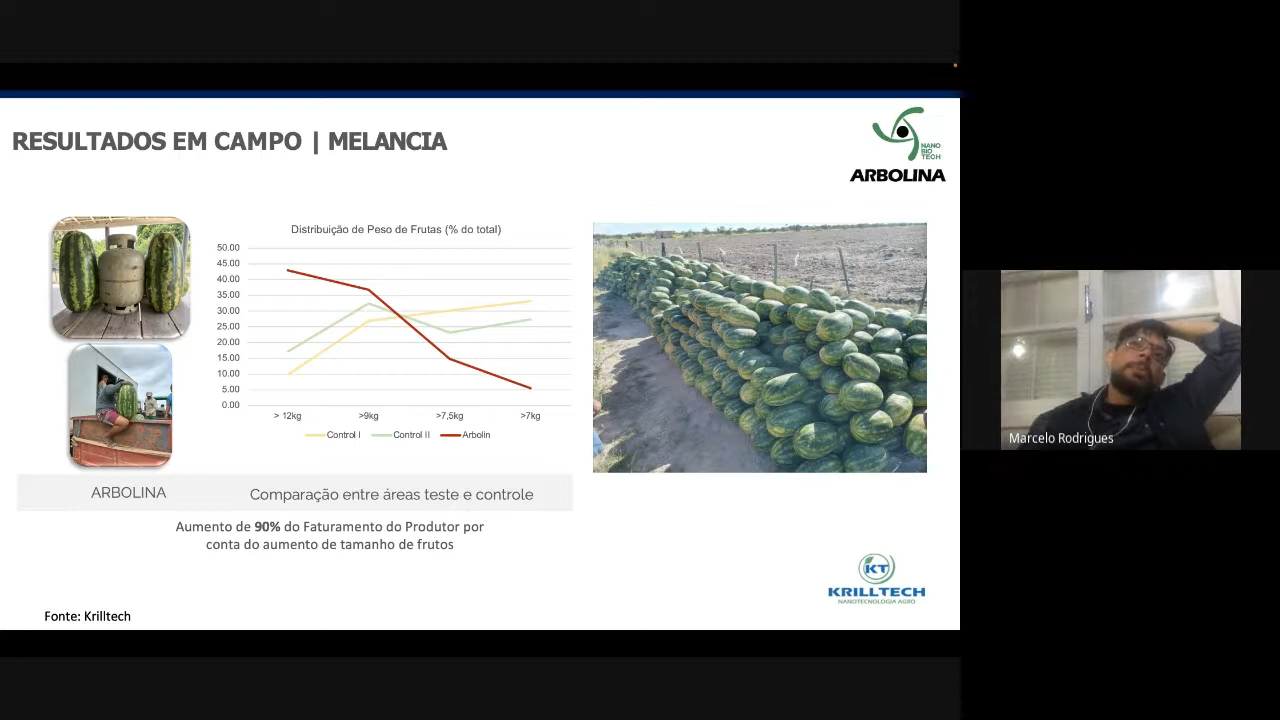 RESULTADOS EM CAMPO | MELANCIA
NANO
BIO
TECH
ARBOLINA
Distribuição de Peso de Frutas (% do total)
50.00
45.00
40.00
35.00
30.00
25.00
20.00
15.00
10.00
5.00
0.00
> 12kg >9kg >7,5kg >7kg
Control I Control II Arbolin
Marcelo Rodrigues
ARBOLINA Comparação entre áreas teste e controle
Aumento de 90% do Faturamento do Produtor por
conta do aumento de tamanho de frutos
KT
KRILLTECH
NANOTECNOLOGIA AGRO
Fonte: Krilltech